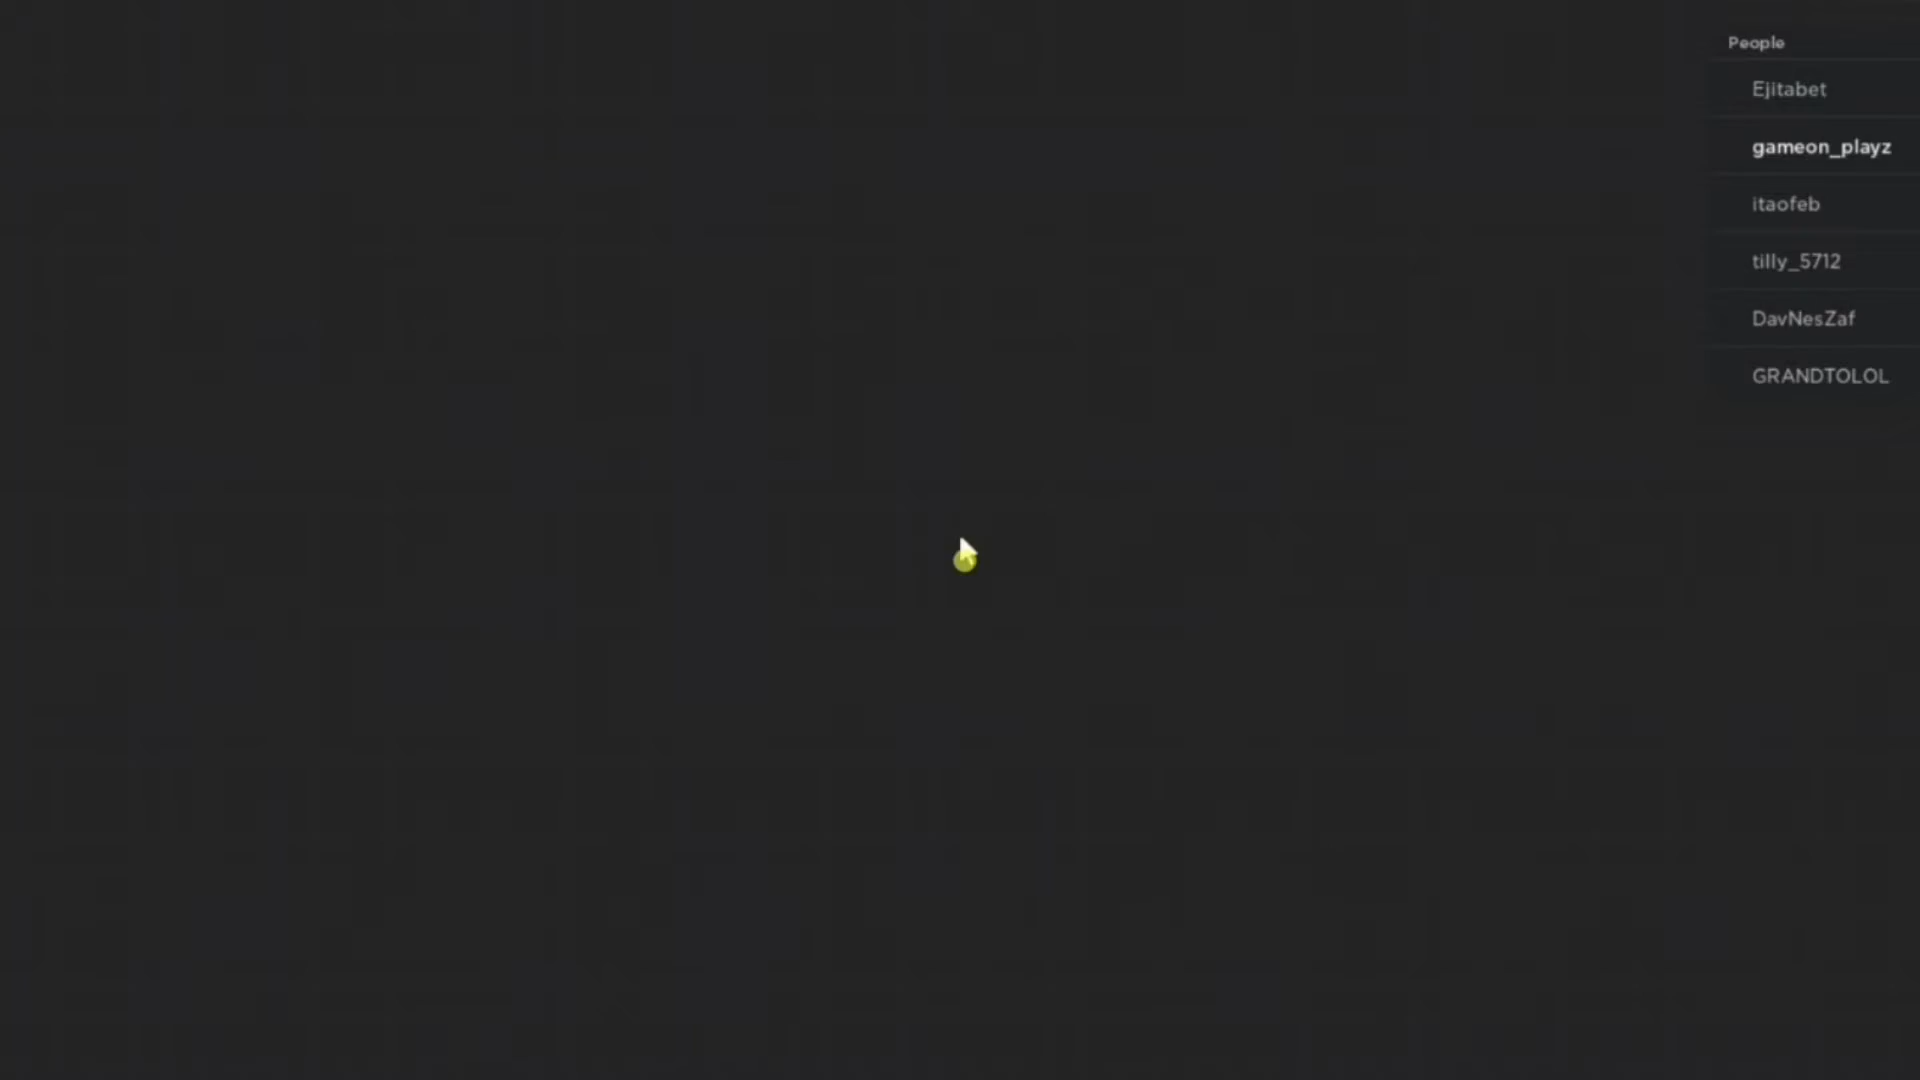 People
Ejitabet
gameon_playz
itaofeb
tilly_5712
DavNesZaf
GRANDTOLOL